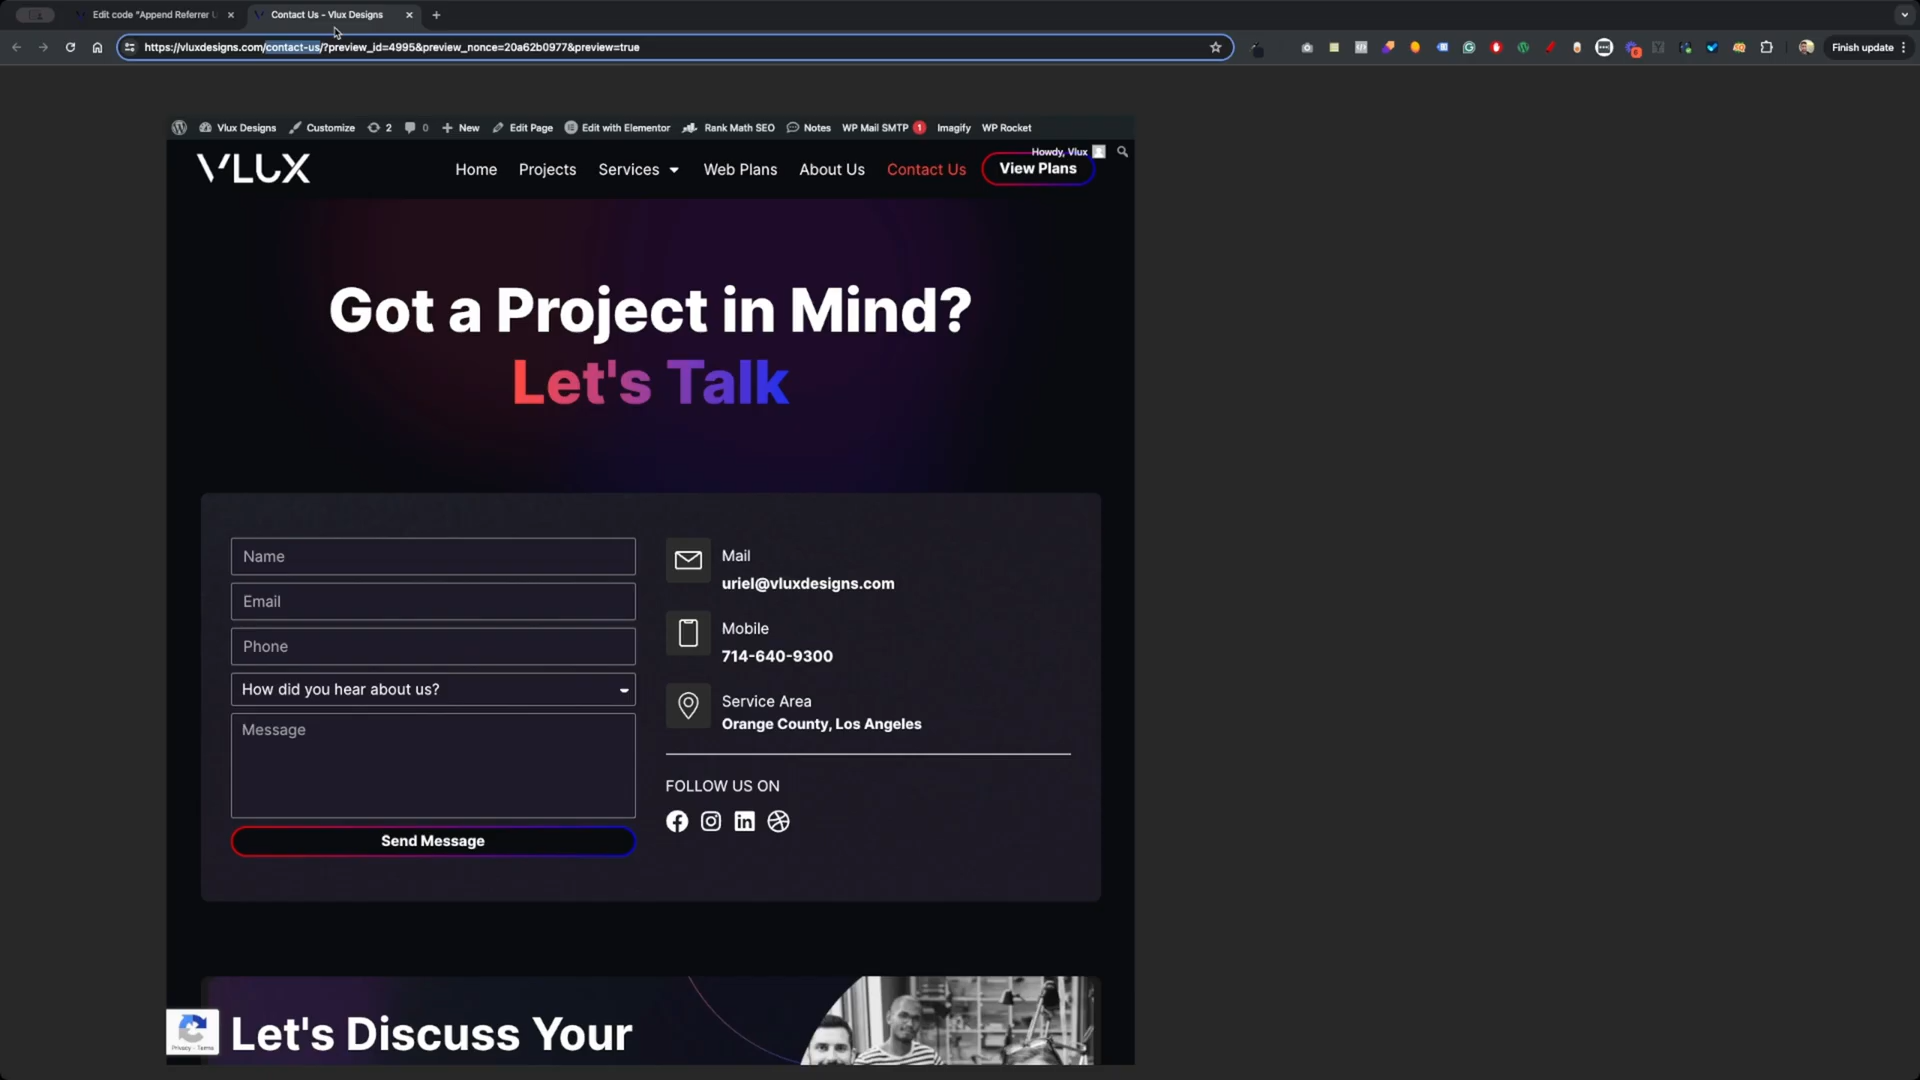 Edit code "Append Referrer U
Contact Us - Vlux Designs
https://vluxdesigns.com/contact-us/?preview_id=4995&preview_nonce=20a62b0977&preview=true
Finish update
Vlux Designs
Customize
2
0
New
Edit Page
Edit with Elementor
Rank Math SEO
Notes
WP Mail SMTP 1
Imagify
WP Rocket
Howdy, Vlux
VLUX
Home
Projects
Services
Web Plans
About Us
Contact Us
View Plans
Got a Project in Mind?
Let's Talk
Name
Email
Phone
How did you hear about us?
Message
Send Message
Mail
uriel@vluxdesigns.com
Mobile
714-640-9300
Service Area
Orange County, Los Angeles
FOLLOW US ON
Let's Discuss Your
Privacy - Terms